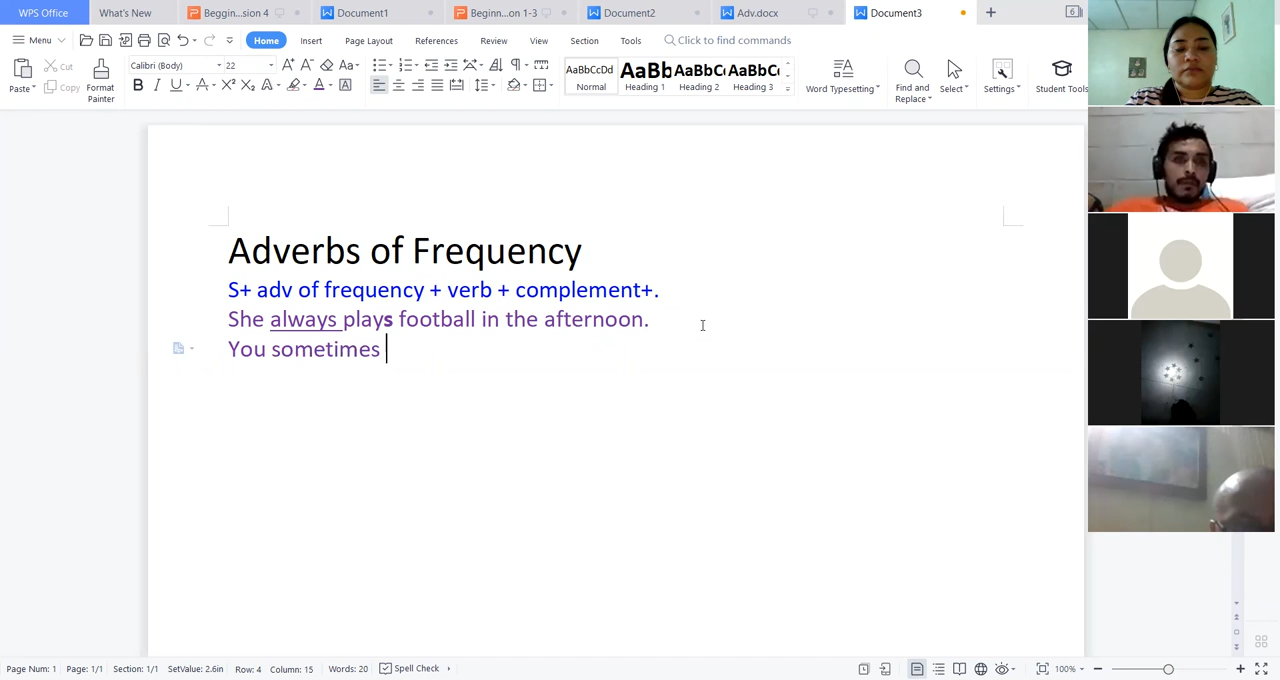 WPS Office What's New Beggin...sion 4 Document1 Beginn...on 1-3 Document2 Adv.docx Document3 6
Menu Home Insert Page Layout References Review View Section Tools Click to find commands
Cut Calibri (Body) 22 AaBbCcDd AaBb AaBbC AaBbC
Paste Copy Format Painter Normal Heading 1 Heading 2 Heading 3 Word Typesetting Find and Replace Select Settings Student Tools
Adverbs of Frequency
S+ adv of frequency + verb + complement+.
She always plays football in the afternoon.
You sometimes
Page Num: 1 Page: 1/1 Section: 1/1 SetValue: 2.6in Row: 4 Column: 15 Words: 20 Spell Check 100%